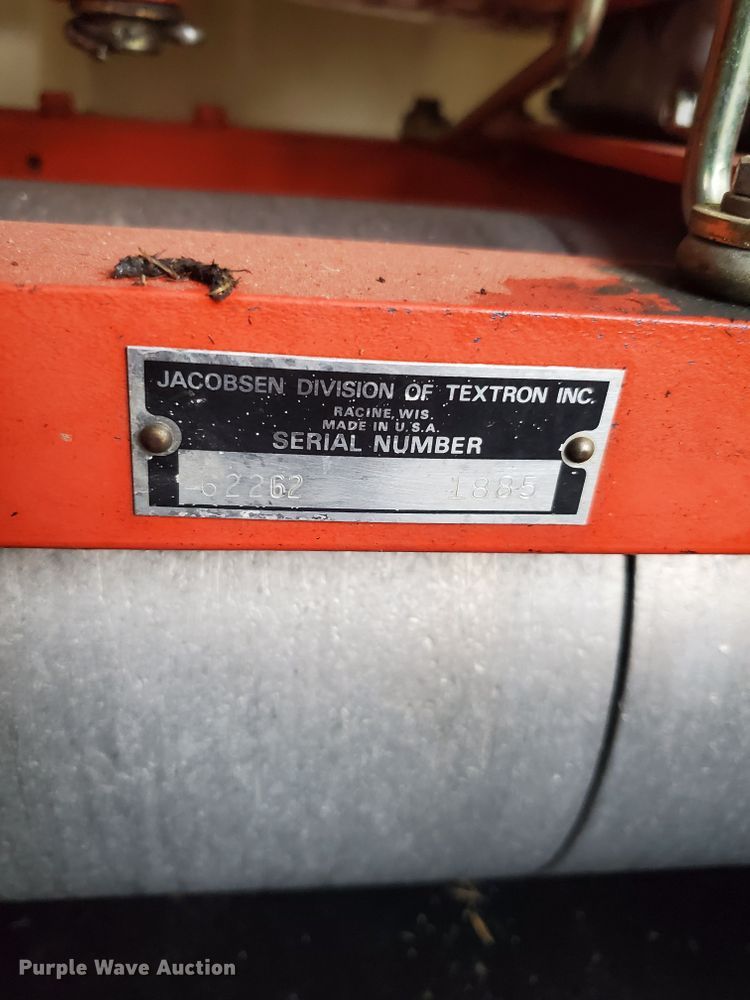 JACOBSEN DIVISION OF TEXTRON INC.
RACINE, WIS.
MADE IN U.S.A.
SERIAL NUMBER
62262 1885
Purple Wave Auction